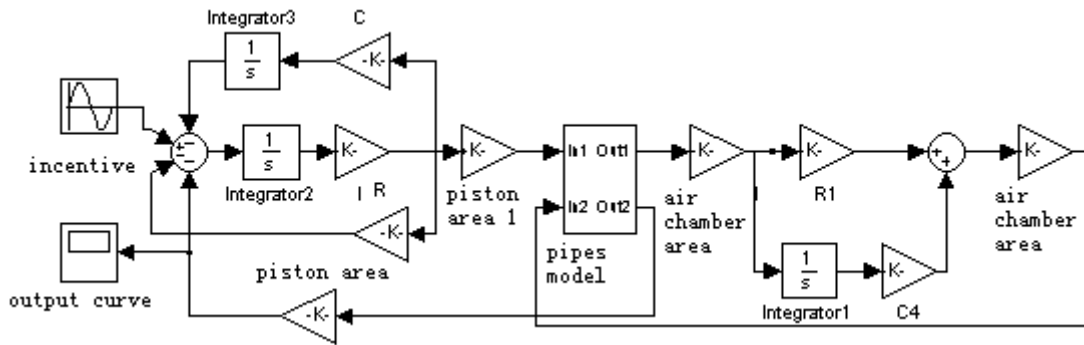 Integrator3
C
1
s
-K-
incentive
1
s
Integrator2
K-
I
R
K-
piston
area 1
In1 Out1
In2 Out2
pipes
model
K-
air
chamber
area
I
K-
R1
K-
air
chamber
area
-K-
piston area
output curve
-K-
1
s
Integrator1
K-
C4